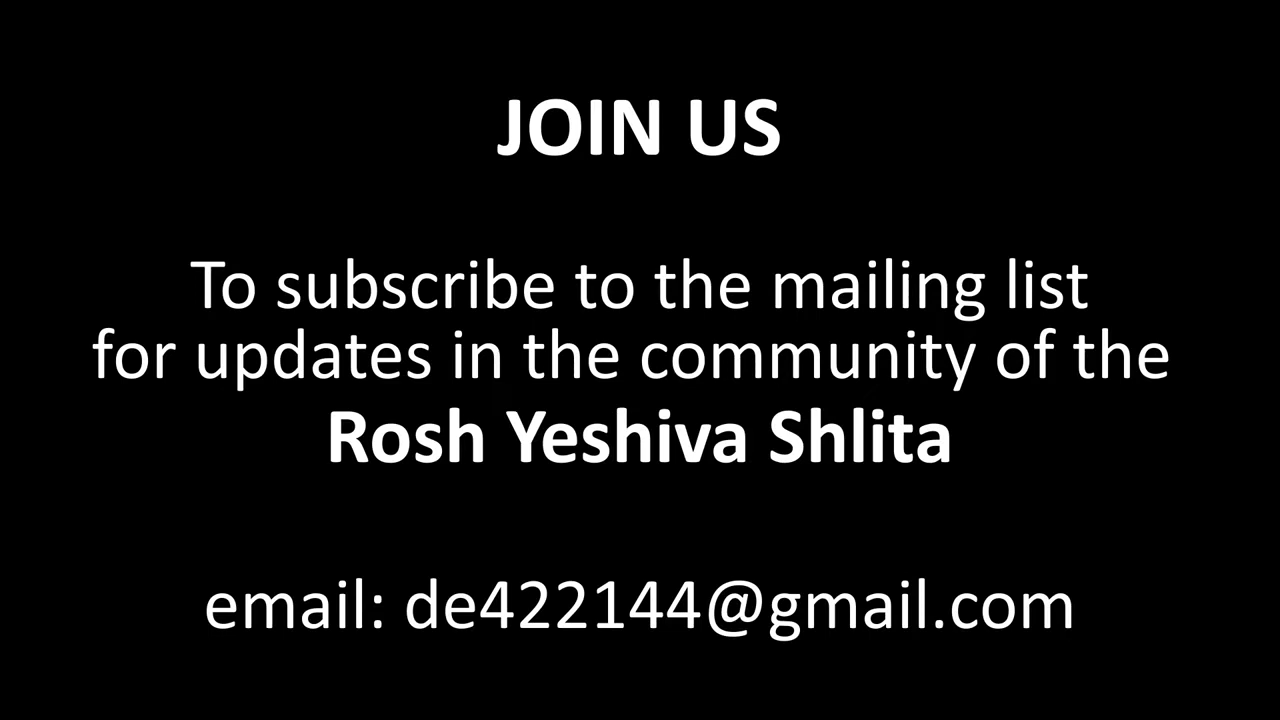 JOIN US
To subscribe to the mailing list
for updates in the community of the
Rosh Yeshiva Shlita
email: de422144@gmail.com